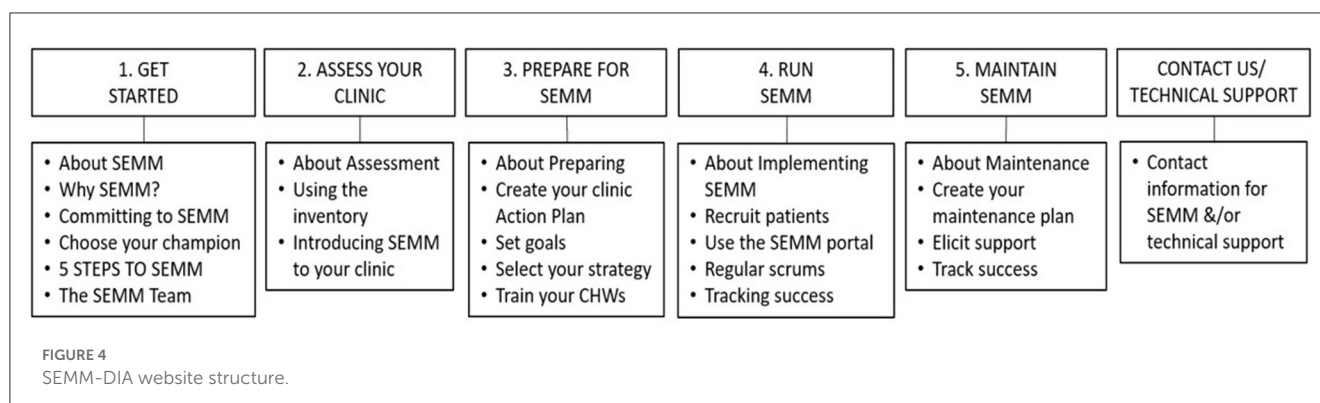 1. GET
STARTED
2. ASSESS YOUR
CLINIC
3. PREPARE FOR
SEMM
4. RUN
SEMM
5. MAINTAIN
SEMM
CONTACT US/
TECHNICAL SUPPORT
• About SEMM
• Why SEMM?
• Committing to SEMM
• Choose your champion
• 5 STEPS TO SEMM
• The SEMM Team
• About Assessment
• Using the
inventory
• Introducing SEMM
to your clinic
• About Preparing
• Create your clinic
Action Plan
• Set goals
• Select your strategy
• Train your CHWs
• About Implementing
SEMM
• Recruit patients
• Use the SEMM portal
• Regular scrums
• Tracking success
• About Maintenance
• Create your
maintenance plan
• Elicit support
• Track success
• Contact
information for
SEMM &/or
technical support
FIGURE 4
SEMM-DIA website structure.